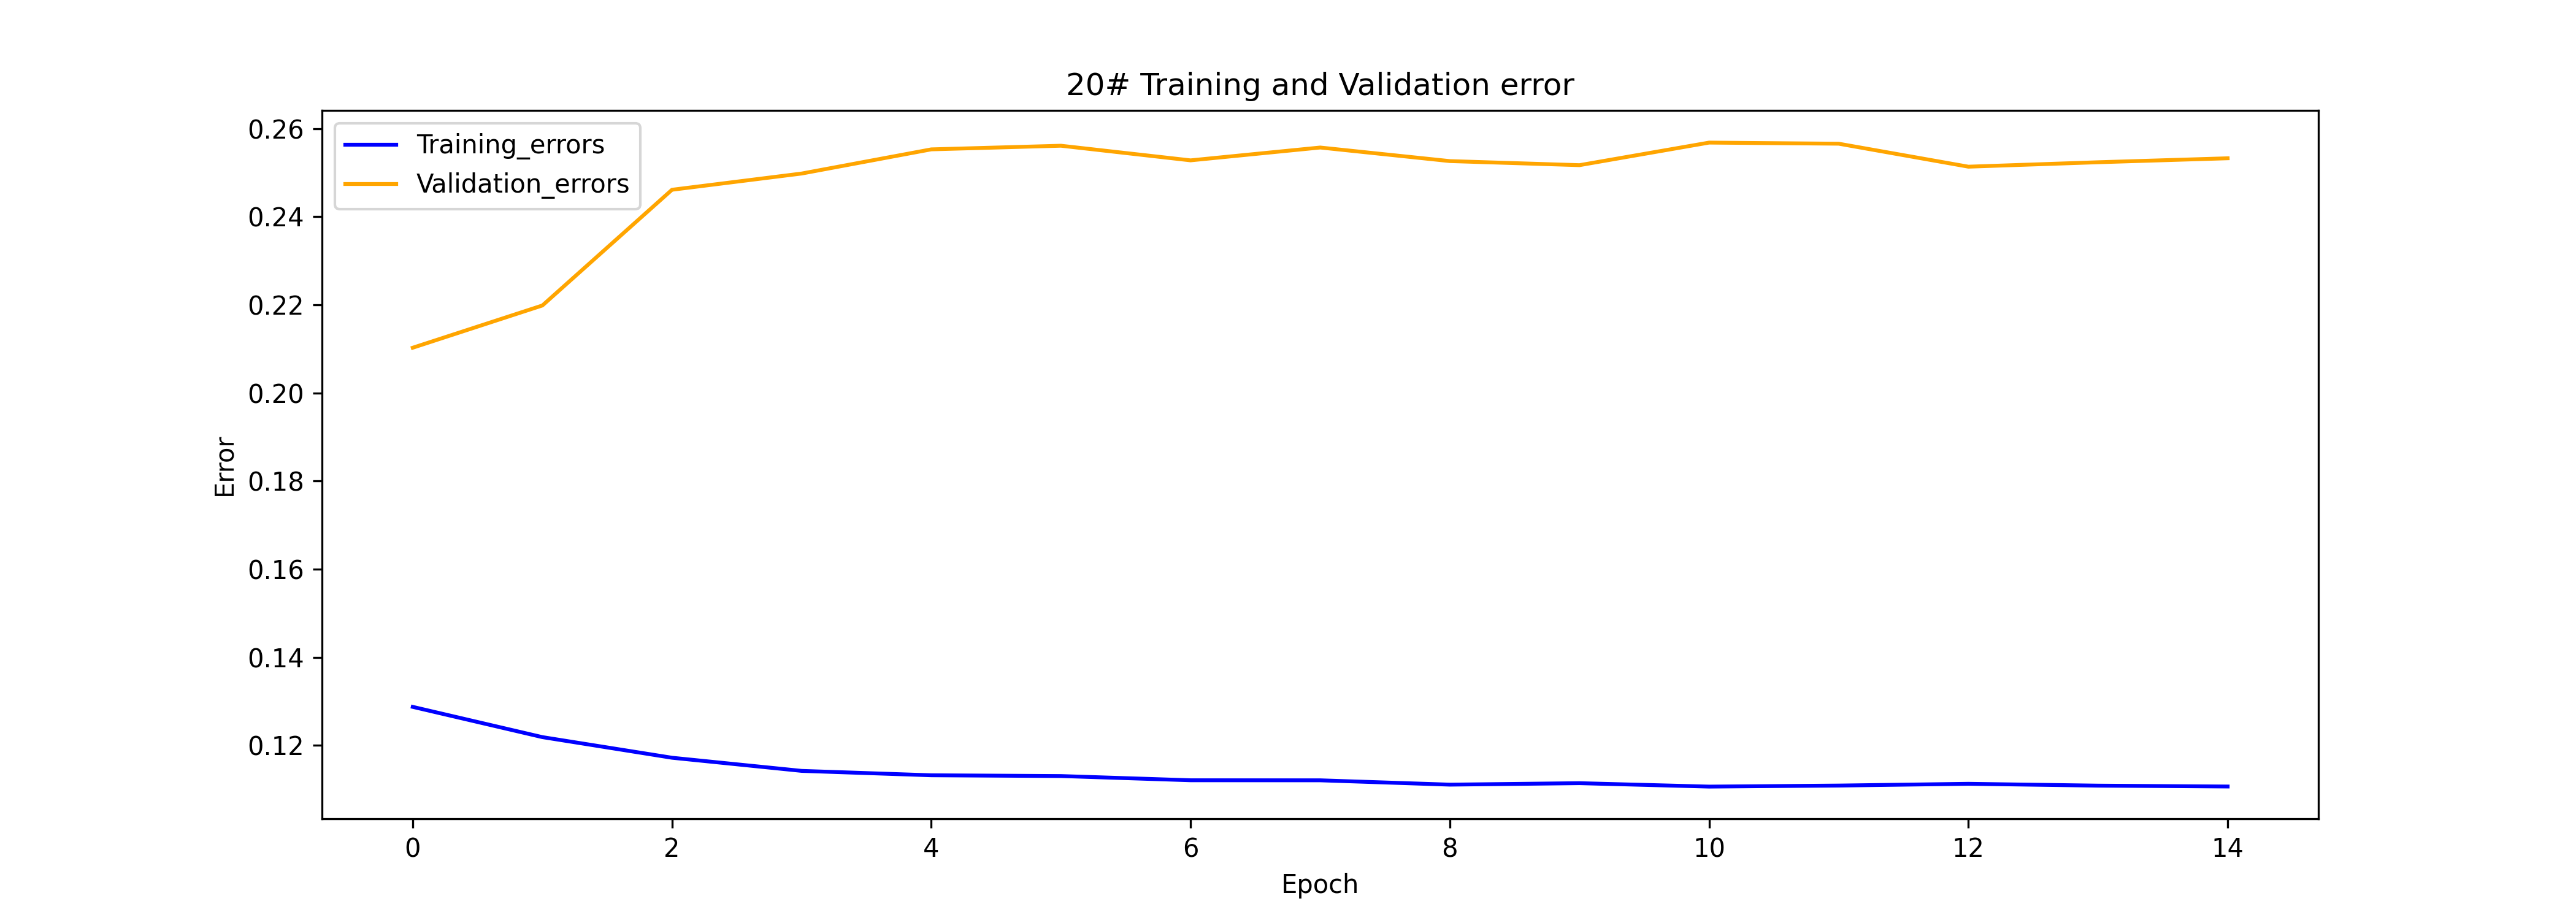 20# Training and Validation error
Training_errors
Validation_errors
0.26
0.24
0.22
0.20
0.18
0.16
0.14
0.12
Error
0 2 4 6 8 10 12 14
Epoch